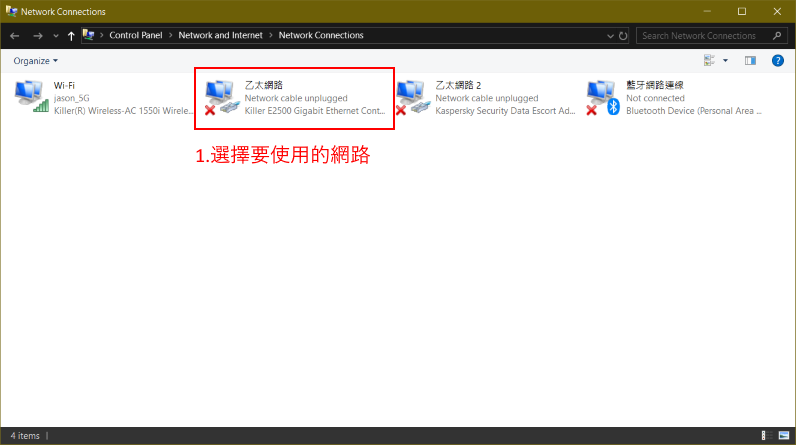 Network Connections
Control Panel > Network and Internet > Network Connections
Search Network Connections
Organize
Wi-Fi
jason_5G
Killer(R) Wireless-AC 1550i Wirele...
乙太網路
Network cable unplugged
Killer E2500 Gigabit Ethernet Cont...
乙太網路 2
Network cable unplugged
Kaspersky Security Data Escort Ad...
藍牙網路連線
Not connected
Bluetooth Device (Personal Area ...
1.選擇要使用的網路
4 items